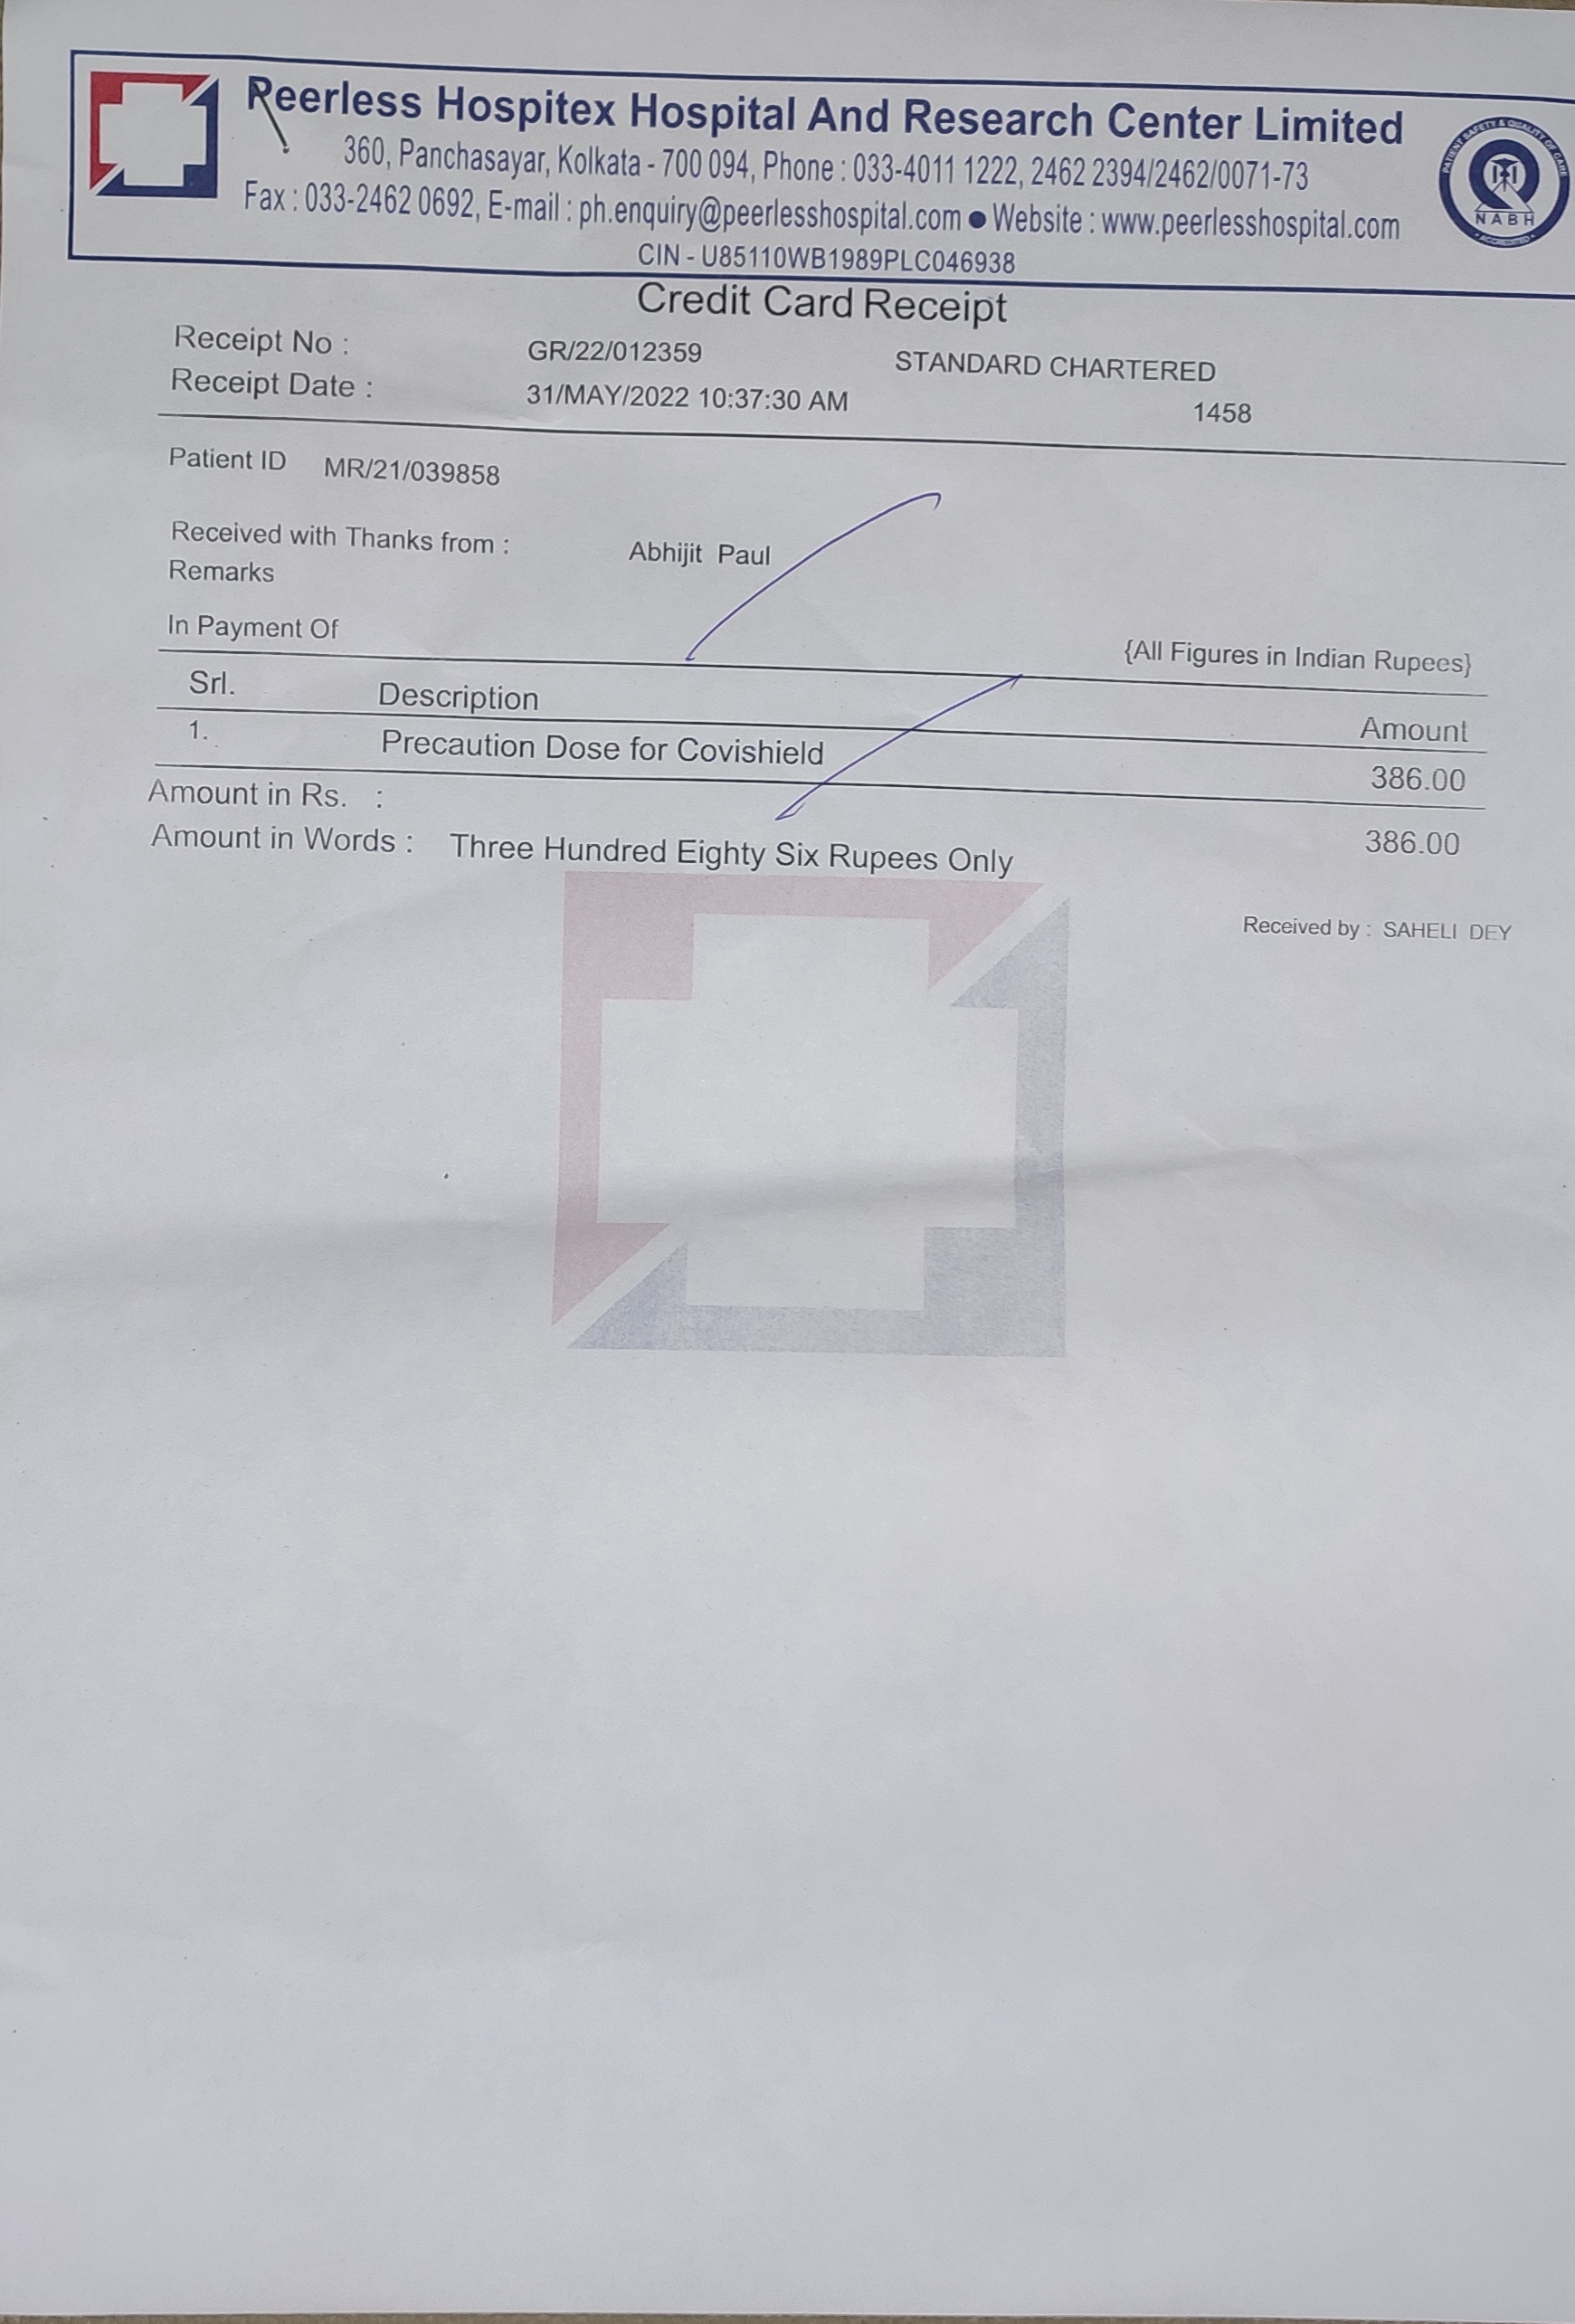 Peerless Hospitex Hospital And Research Center Limited
360, Panchasayar, Kolkata - 700 094, Phone : 033-4011 1222, 2462 2394/2462/0071-73
Fax : 033-2462 0692, E-mail : ph.enquiry@peerlesshospital.com ● Website : www.peerlesshospital.com
CIN - U85110WB1989PLC046938
PATIENT SAFETY & QUALITY OF CARE
NABH
ACCREDITED
Credit Card Receipt
Receipt No : GR/22/012359 STANDARD CHARTERED
Receipt Date : 31/MAY/2022 10:37:30 AM 1458
Patient ID MR/21/039858
Received with Thanks from : Abhijit Paul
Remarks
In Payment Of {All Figures in Indian Rupees}
Srl. Description Amount
1. Precaution Dose for Covishield 386.00
Amount in Rs. : 386.00
Amount in Words : Three Hundred Eighty Six Rupees Only
Received by : SAHELI DEY